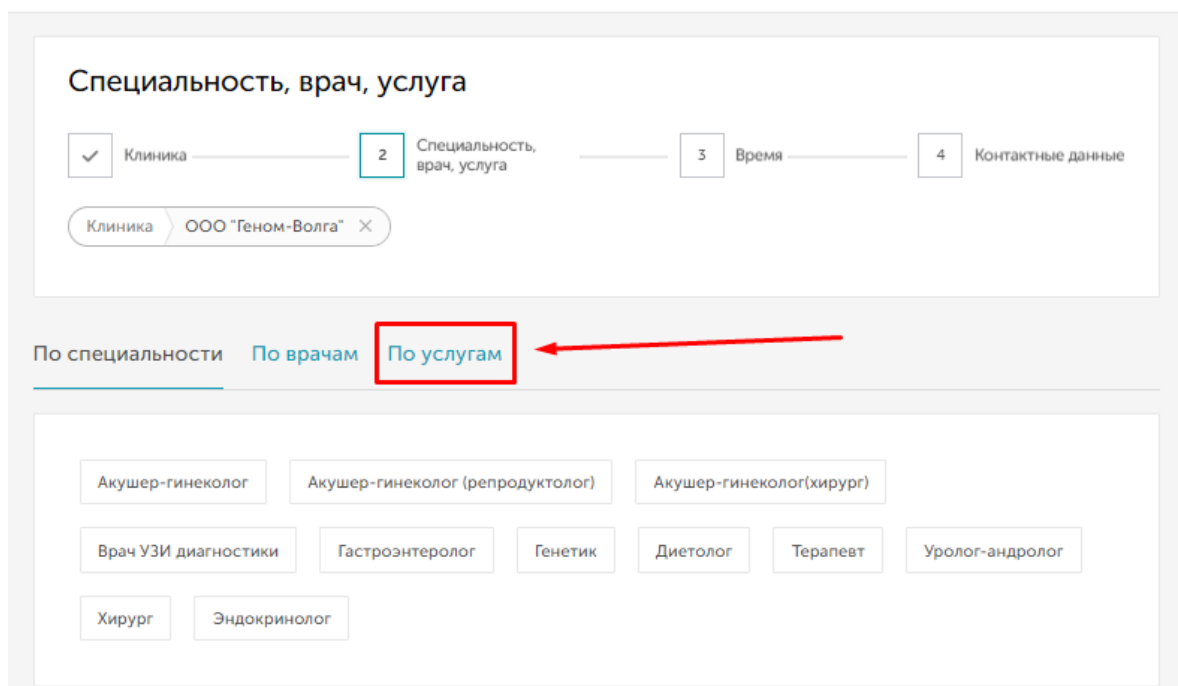 Специальность, врач, услуга
Клиника
2
Специальность,
врач, услуга
3
Время
4
Контактные данные
Клиника
ООО "Геном-Волга"
По специальности По врачам По услугам
Акушер-гинеколог Акушер-гинеколог (репродуктолог) Акушер-гинеколог(хирург)
Врач УЗИ диагностики Гастроэнтеролог Генетик Диетолог Терапевт Уролог-андролог
Хирург Эндокринолог